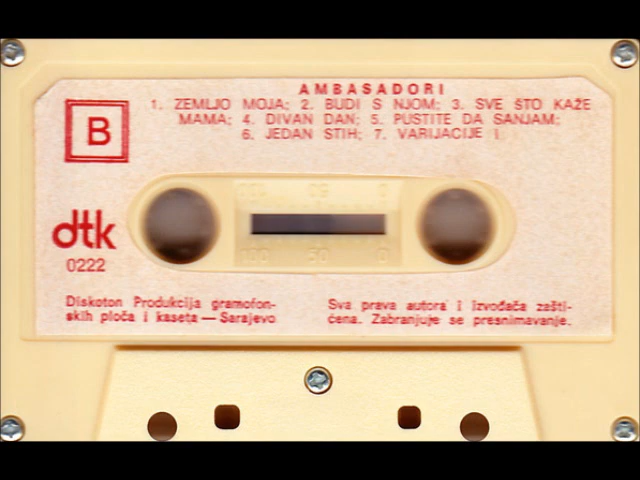 AMBASADORI
B
1. ZEMLJO MOJA; 2. BUDI S NJOM; 3. SVE ŠTO KAŽE
MAMA; 4. DIVAN DAN; 5. PUSTITE DA SANJAM;
6. JEDAN STIH; 7. VARIJACIJE I
100 50 0
dtk
0222
100 50 0
Diskoton Produkcija gramofon-
skih ploča i kaseta — Sarajevo
Sva prava autora i izvođača zašti-
ćena. Zabranjuje se presnimavanje.